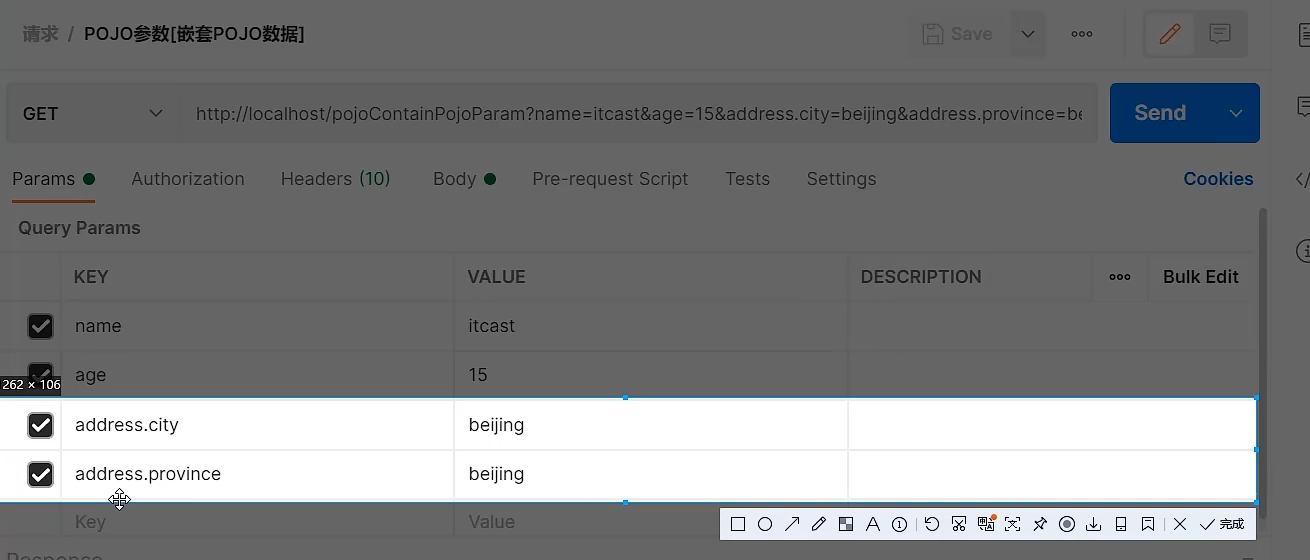 请求 / POJO参数[嵌套POJO数据]
Save
GET
http://localhost/pojoContainPojoParam?name=itcast&age=15&address.city=beijing&address.province=be
Send
Params Authorization Headers (10) Body Pre-request Script Tests Settings Cookies
Query Params
KEY VALUE DESCRIPTION Bulk Edit
name itcast
age 15
262 × 106
address.city beijing
address.province beijing
Key Value
完成
Response